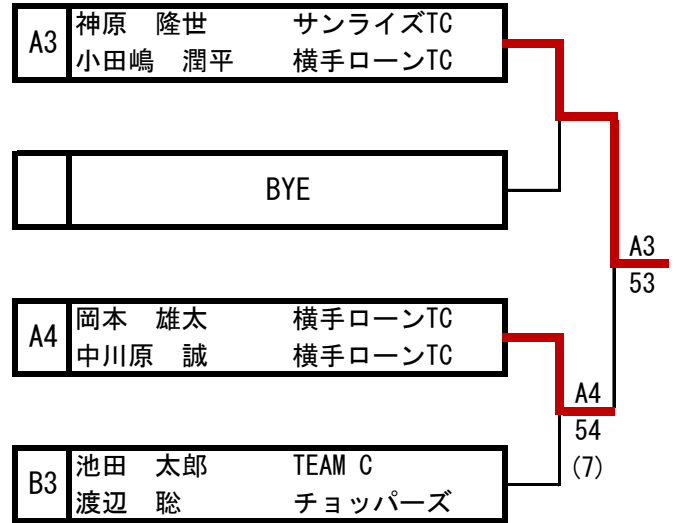 A3
神原　隆世　サンライズTC
小田嶋　潤平　横手ローンTC
BYE
A3
53
A4
岡本　雄太　横手ローンTC
中川原　誠　横手ローンTC
A4
54
(7)
B3
池田　太郎　TEAM C
渡辺　聡　チョッパーズ